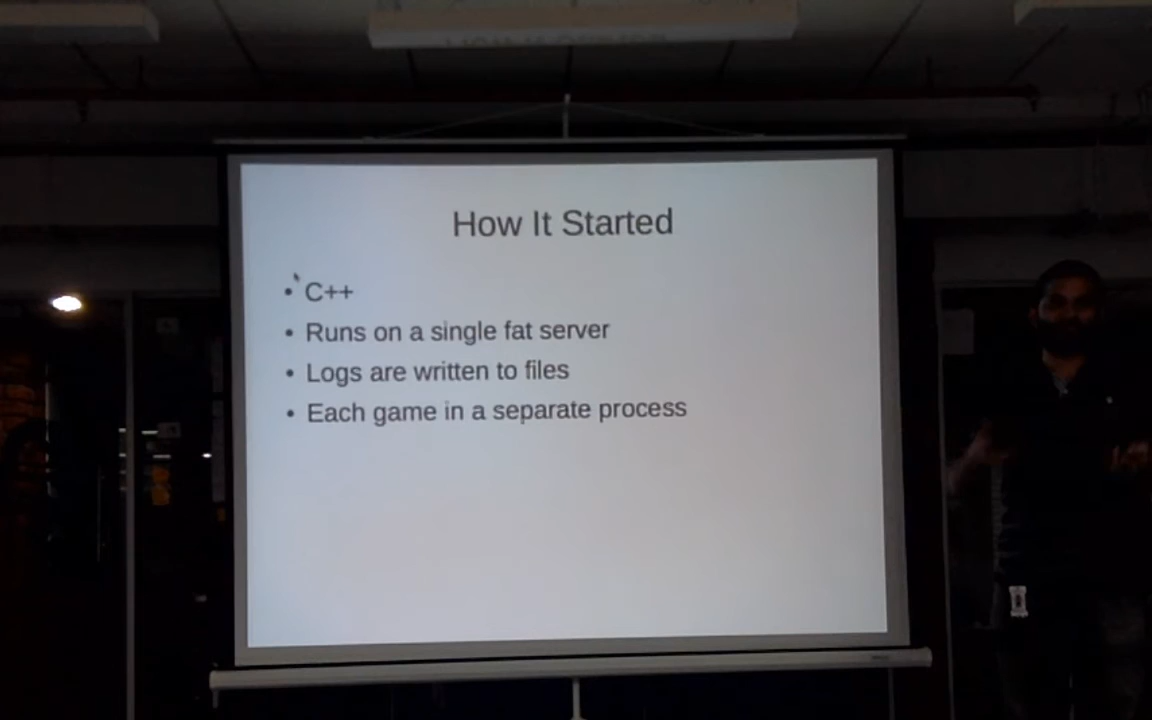 How It Started
• C++
• Runs on a single fat server
• Logs are written to files
• Each game in a separate process